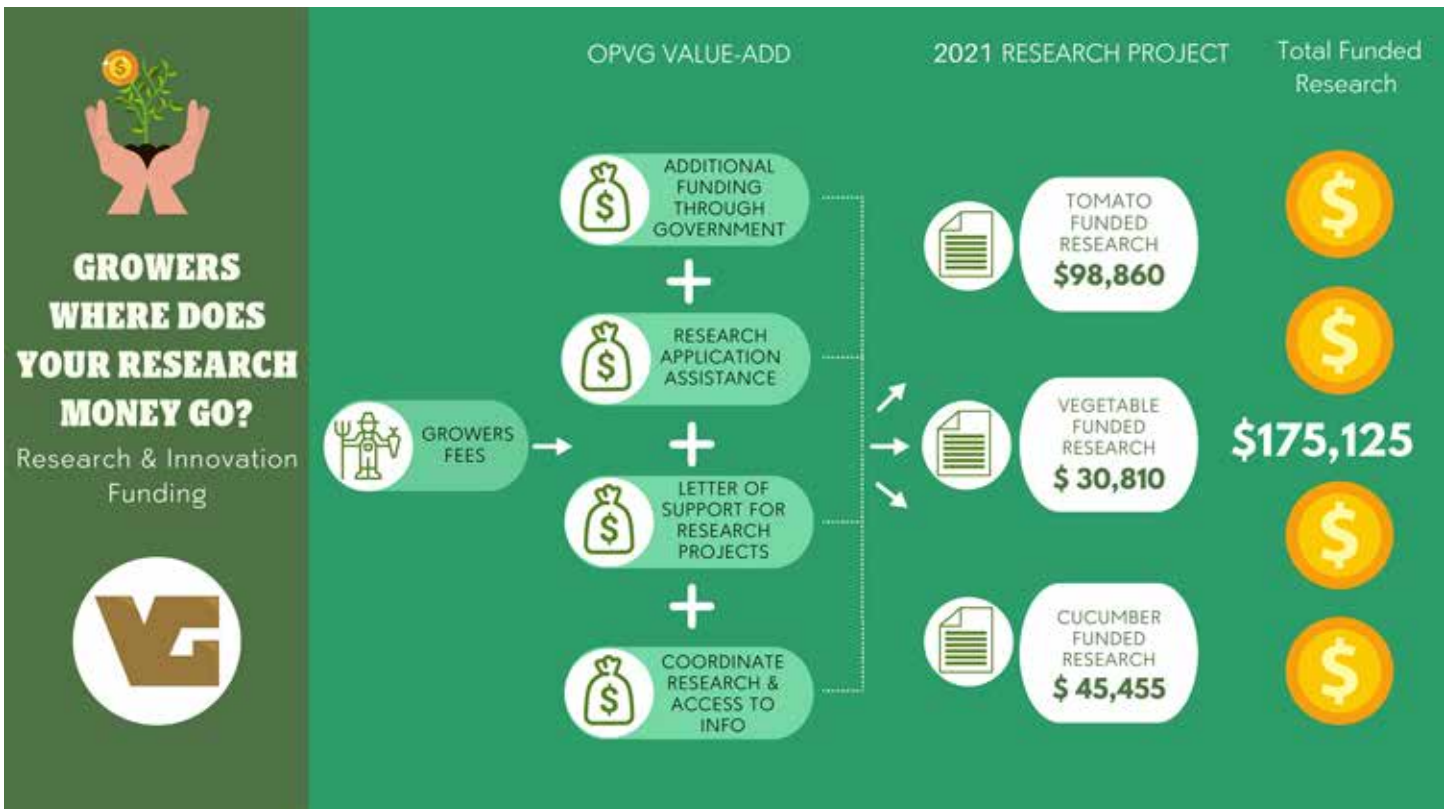 GROWERS
WHERE DOES
YOUR RESEARCH
MONEY GO?
Research & Innovation
Funding
VG
GROWERS
FEES
OPVG VALUE-ADD
ADDITIONAL
FUNDING
THROUGH
GOVERNMENT
+
RESEARCH
APPLICATION
ASSISTANCE
+
LETTER OF
SUPPORT FOR
RESEARCH
PROJECTS
+
COORDINATE
RESEARCH &
ACCESS TO
INFO
2021 RESEARCH PROJECT
TOMATO
FUNDED
RESEARCH
$98,860
VEGETABLE
FUNDED
RESEARCH
$ 30,810
CUCUMBER
FUNDED
RESEARCH
$ 45,455
Total Funded
Research
$175,125